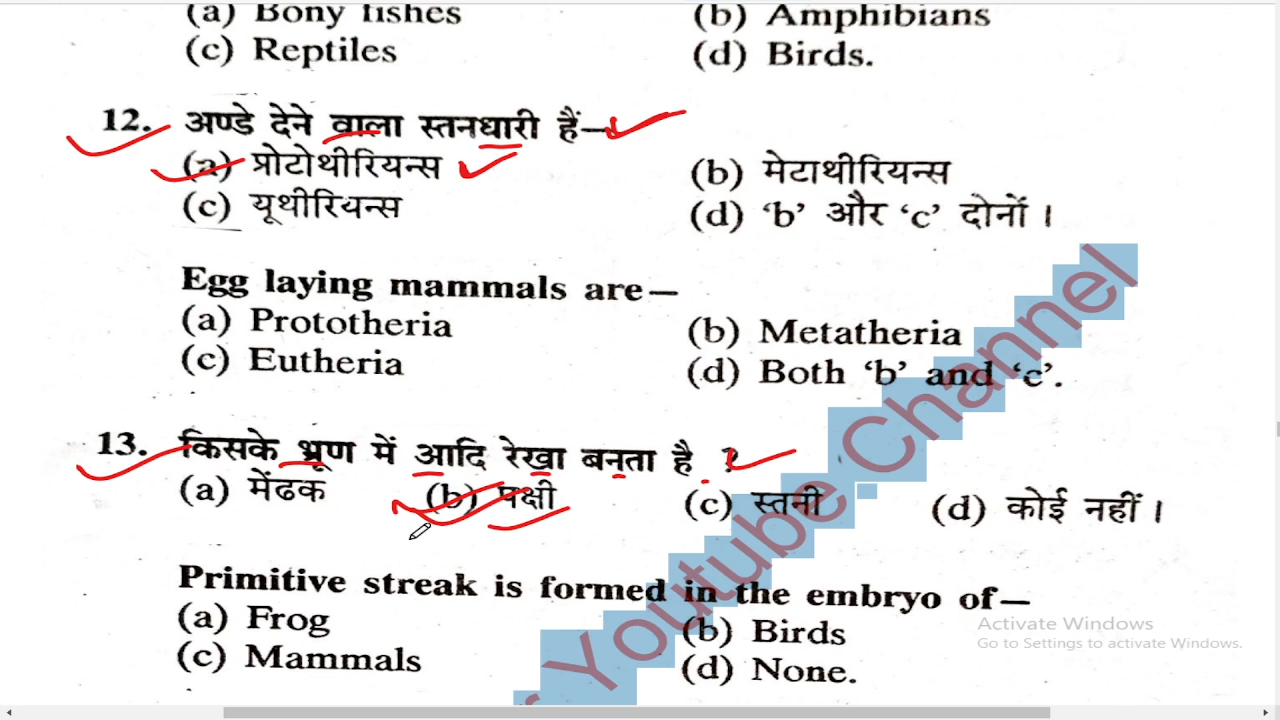 (a) Bony fishes (b) Amphibians
(c) Reptiles (d) Birds.
12. अण्डे देने वाला स्तनधारी हैं—
(a) प्रोटोथीरियन्स (b) मेटाथीरियन्स
(c) यूथीरियन्स (d) ‘b’ और ‘c’ दोनों ।
Egg laying mammals are—
(a) Prototheria (b) Metatheria
(c) Eutheria (d) Both ‘b’ and ‘c’.
13. किसके भ्रूण में आदि रेखा बनता है ?
(a) मेंढक (b) पक्षी (c) स्तनी (d) कोई नहीं ।
Primitive streak is formed in the embryo of—
(a) Frog (b) Birds
(c) Mammals (d) None.
Youtube Channel
Activate Windows
Go to Settings to activate Windows.